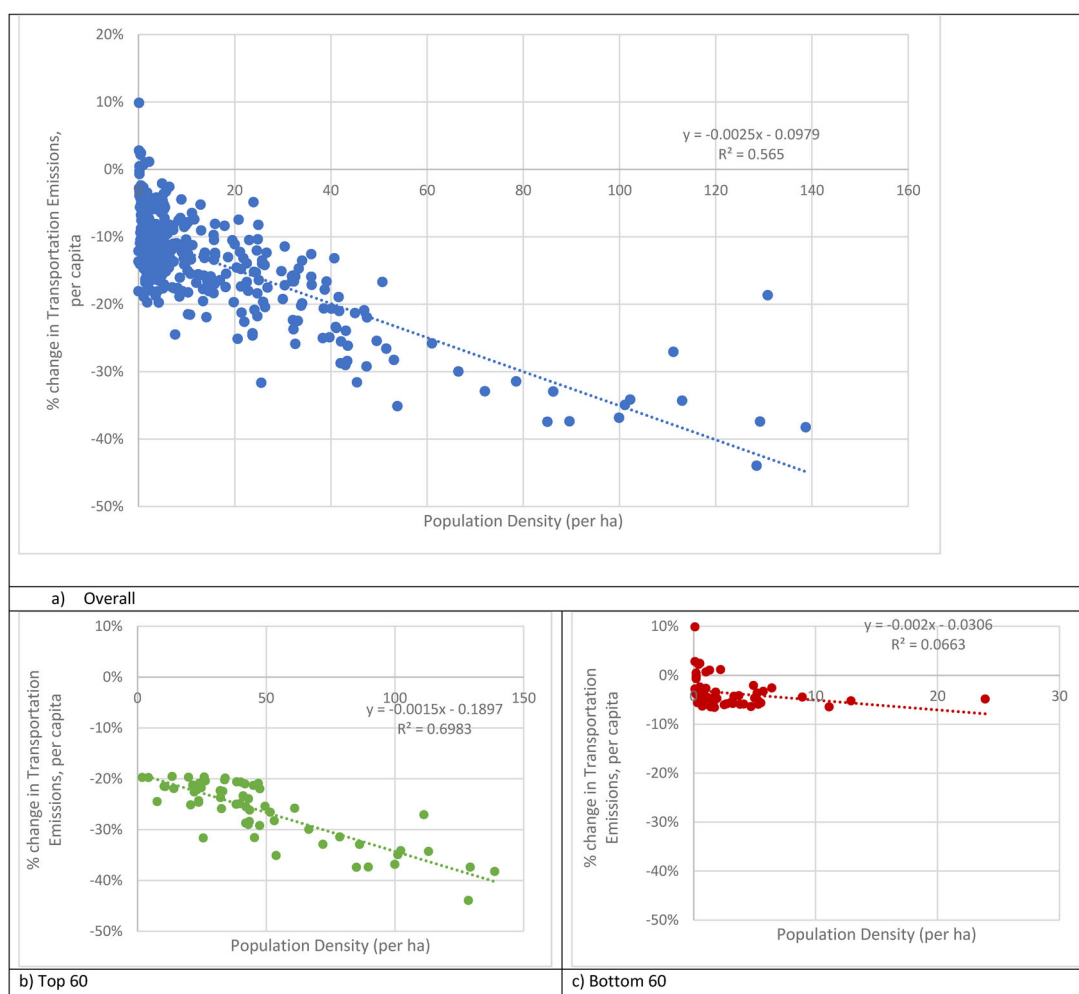 20%
10%
0%
-10%
-20%
-30%
-40%
-50%
% change in Transportation Emissions,
per capita
0 20 40 60 80 100 120 140 160
y = -0.0025x - 0.0979
R² = 0.565
Population Density (per ha)
a) Overall
10%
0%
-10%
-20%
-30%
-40%
-50%
% change in Transportation
Emissions, per capita
0 50 100 150
y = -0.0015x - 0.1897
R² = 0.6983
Population Density (per ha)
b) Top 60
10%
0%
-10%
-20%
-30%
-40%
-50%
% change in Transportation
Emissions, per capita
0 10 20 30
y = -0.002x - 0.0306
R² = 0.0663
Population Density (per ha)
c) Bottom 60